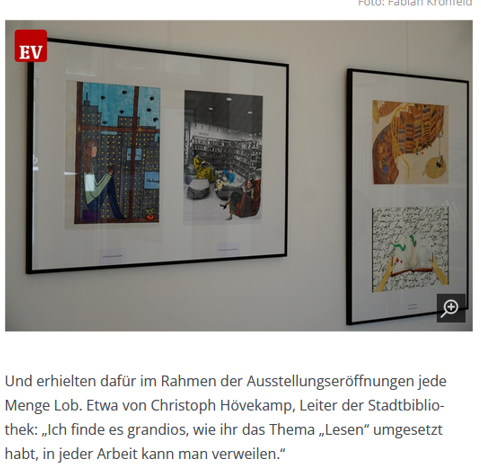 Foto: Fabian Kronfeld
EV
Und erhielten dafür im Rahmen der Ausstellungseröffnungen jede
Menge Lob. Etwa von Christoph Hövekamp, Leiter der Stadtbiblio-
thek: „Ich finde es grandios, wie ihr das Thema „Lesen“ umgesetzt
habt, in jeder Arbeit kann man verweilen.“